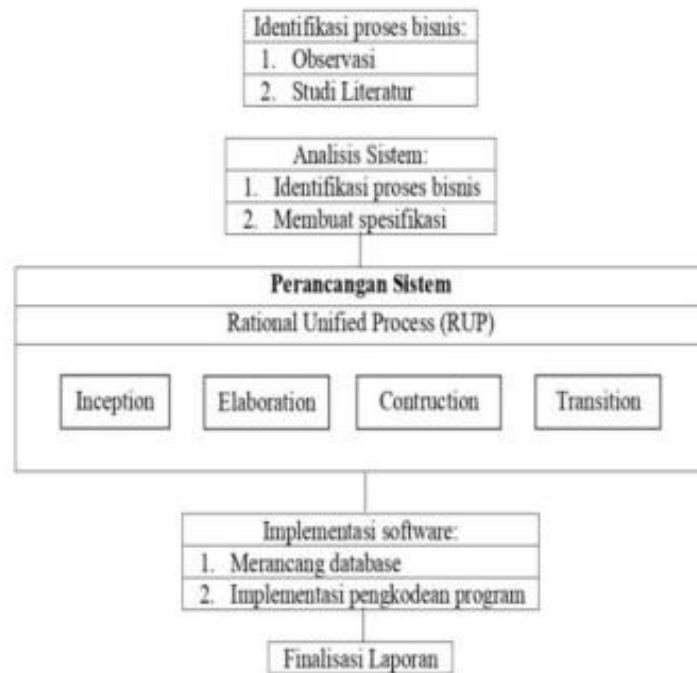 Identifikasi proses bisnis:
1. Observasi
2. Studi Literatur
Analisis Sistem:
1. Identifikasi proses bisnis
2. Membuat spesifikasi
Perancangan Sistem
Rational Unified Process (RUP)
Inception
Elaboration
Contruction
Transition
Implementasi software:
1. Merancang database
2. Implementasi pengkodean program
Finalisasi Laporan